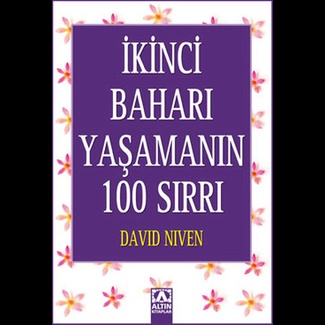 İKİNCİ
BAHARI
YAŞAMANIN
100 SIRRI
DAVID NIVEN
ALTIN
KİTAPLAR